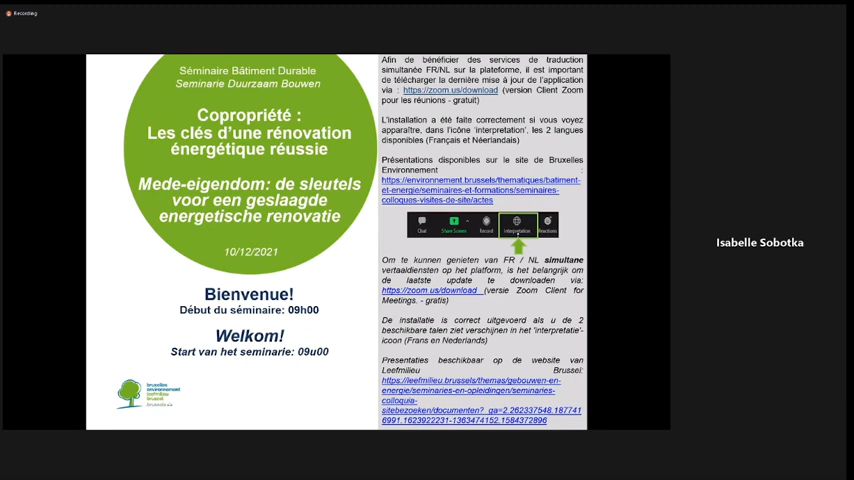 Recording
Séminaire Bâtiment Durable
Seminarie Duurzaam Bouwen
Copropriété :
Les clés d'une rénovation
énergétique réussie
Mede-eigendom: de sleutels
voor een geslaagde
energetische renovatie
10/12/2021
Bienvenue!
Début du séminaire: 09h00
Welkom!
Start van het seminarie: 09u00
bruxelles
environnement
leefmilieu
brussel
Afin de bénéficier des services de traduction
simultanée FR/NL sur la plateforme, il est important
de télécharger la dernière mise à jour de l'application
via : https://zoom.us/download (version Client Zoom
pour les réunions - gratuit)
L'installation a été faite correctement si vous voyez
apparaître, dans l'icône 'interpretation', les 2 langues
disponibles (Français et Néerlandais)
Présentations disponibles sur le site de Bruxelles
Environnement :
https://environnement.brussels/thematiques/batiment-
et-energie/seminaires-et-formations/seminaires-
colloques-visites-de-site/actes
Chat
Share Screen
Record
Interpretation
Reactions
Om te kunnen genieten van FR / NL simultane
vertaaldiensten op het platform, is het belangrijk om
de laatste update te downloaden via:
https://zoom.us/download (versie Zoom Client for
Meetings. - gratis)
De installatie is correct uitgevoerd als u de 2
beschikbare talen ziet verschijnen in het 'interpretatie'-
icoon (Frans en Nederlands)
Presentaties beschikbaar op de website van
Leefmilieu Brussel:
https://leefmilieu.brussels/themas/gebouwen-en-
energie/seminaries-en-opleidingen/seminaries-
colloquia-
sitebezoeken/documenten?_ga=2.262337548.187741
6991.1623922231-1363474152.1584372896
Isabelle Sobotka